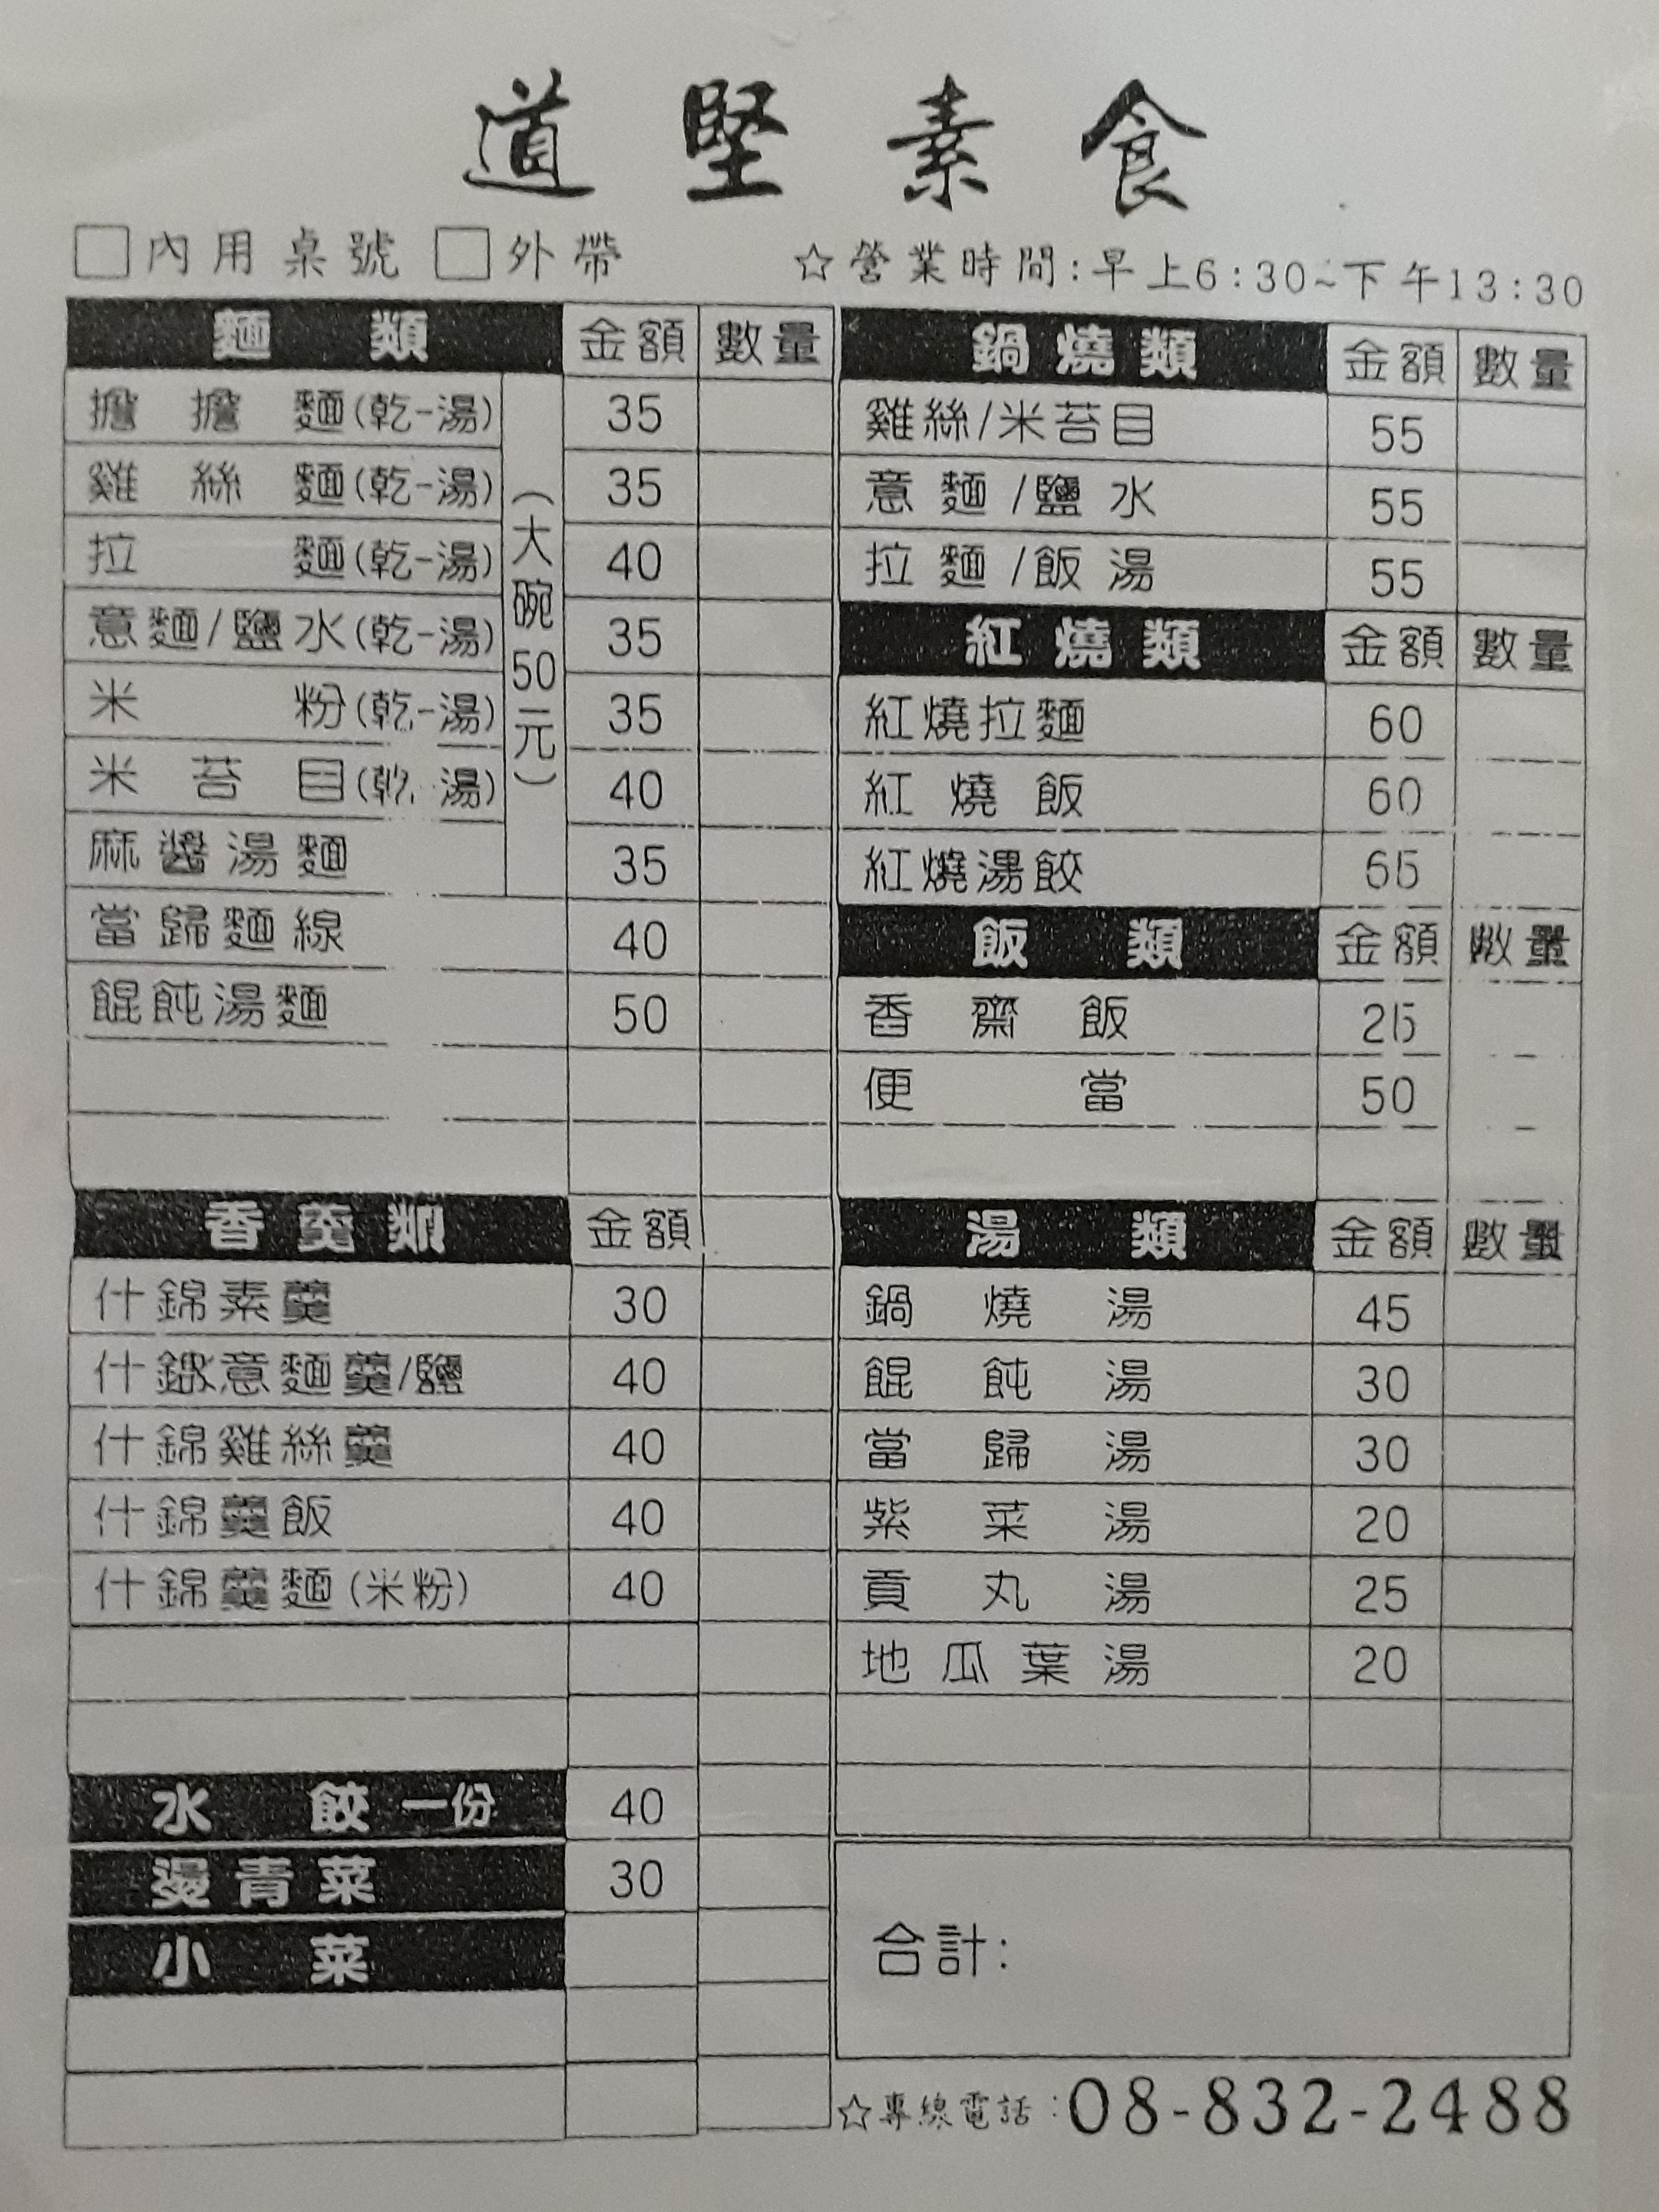 道聖素食
□內用桌號 □外帶 ☆營業時間:早上6:30~下午13:30
麵類 金額 數量
擔擔麵(乾-湯) 35
雞絲麵(乾-湯) 35
拉麵(乾-湯) 40
意麵/鹽水(乾-湯) 35
米粉(乾-湯) 35
米苔目(乾-湯) 40
(大碗50元)
麻醬湯麵 35
當歸麵線 40
餛飩湯麵 50
香羹類 金額
什錦素羹 30
什錦意麵羹/鹽 40
什錦雞絲羹 40
什錦羹飯 40
什錦羹麵(米粉) 40
水餃一份 40
燙青菜 30
小菜
鍋燒類 金額 數量
雞絲/米苔目 55
意麵/鹽水 55
拉麵/飯湯 55
紅燒類 金額 數量
紅燒拉麵 60
紅燒飯 60
紅燒湯餃 65
飯類 金額 數量
香鬆飯 25
便當 50
湯類 金額 數量
鍋燒湯 45
餛飩湯 30
當歸湯 30
紫菜湯 20
貢丸湯 25
地瓜葉湯 20
合計:
☆專線電話:08-832-2488